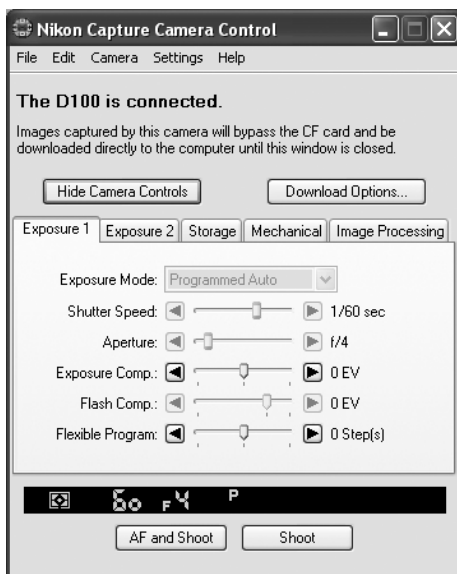 Nikon Capture Camera Control
File Edit Camera Settings Help
The D100 is connected.
Images captured by this camera will bypass the CF card and be
downloaded directly to the computer until this window is closed.
Hide Camera Controls Download Options...
Exposure 1 Exposure 2 Storage Mechanical Image Processing
Exposure Mode: Programmed Auto
Shutter Speed: 1/60 sec
Aperture: f/4
Exposure Comp.: 0 EV
Flash Comp.: 0 EV
Flexible Program: 0 Step(s)
60 F4 P
AF and Shoot Shoot